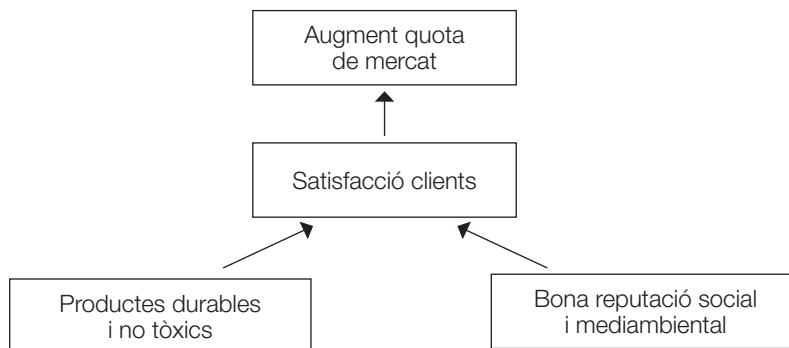 Augment quota
de mercat
Satisfacció clients
Productes durables
i no tòxics
Bona reputació social
i mediambiental